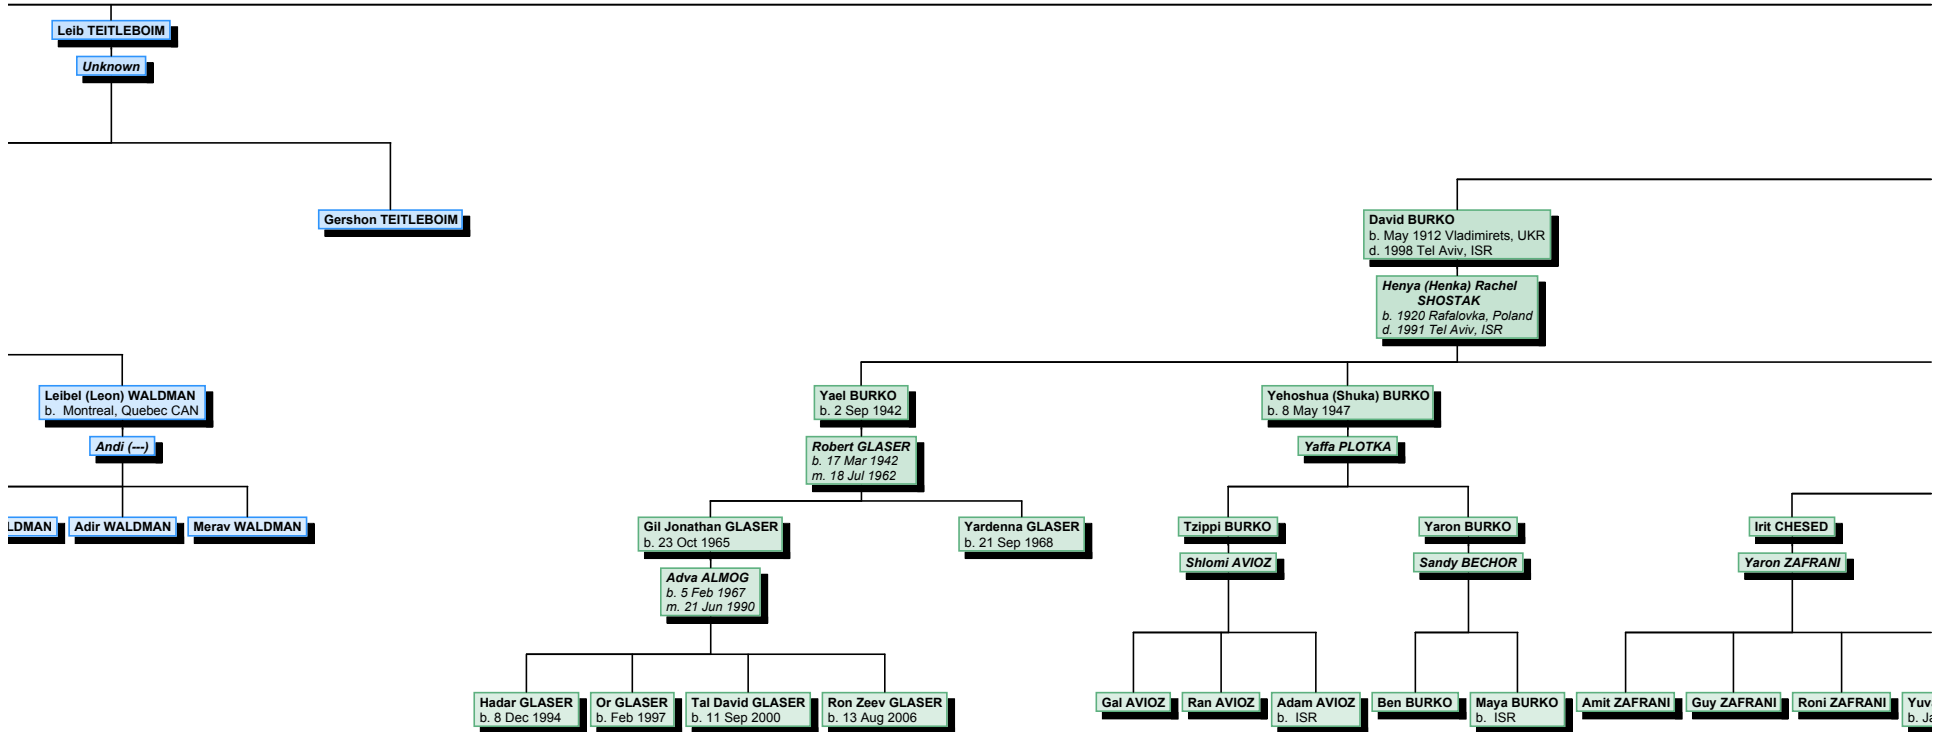 Leib TEITLEBOIM
Unknown
Gershon TEITLEBOIM
David BURKO
b. May 1912 Vladimirets, UKR
d. 1998 Tel Aviv, ISR
Henya (Henka) Rachel
SHOSTAK
b. 1920 Rafalovka, Poland
d. 1991 Tel Aviv, ISR
Leibel (Leon) WALDMAN
b. Montreal, Quebec CAN
Andi (---)
LDMAN
Adir WALDMAN
Merav WALDMAN
Yael BURKO
b. 2 Sep 1942
Robert GLASER
b. 17 Mar 1942
m. 18 Jul 1962
Yehoshua (Shuka) BURKO
b. 8 May 1947
Yaffa PLOTKA
Gil Jonathan GLASER
b. 23 Oct 1965
Adva ALMOG
b. 5 Feb 1967
m. 21 Jun 1990
Yardenna GLASER
b. 21 Sep 1968
Tzippi BURKO
Shlomi AVIOZ
Yaron BURKO
Sandy BECHOR
Irit CHESED
Yaron ZAFRANI
Hadar GLASER
b. 8 Dec 1994
Or GLASER
b. Feb 1997
Tal David GLASER
b. 11 Sep 2000
Ron Zeev GLASER
b. 13 Aug 2006
Gal AVIOZ
Ran AVIOZ
Adam AVIOZ
b. ISR
Ben BURKO
Maya BURKO
b. ISR
Amit ZAFRANI
Guy ZAFRANI
Roni ZAFRANI
Yuv
b. Ja